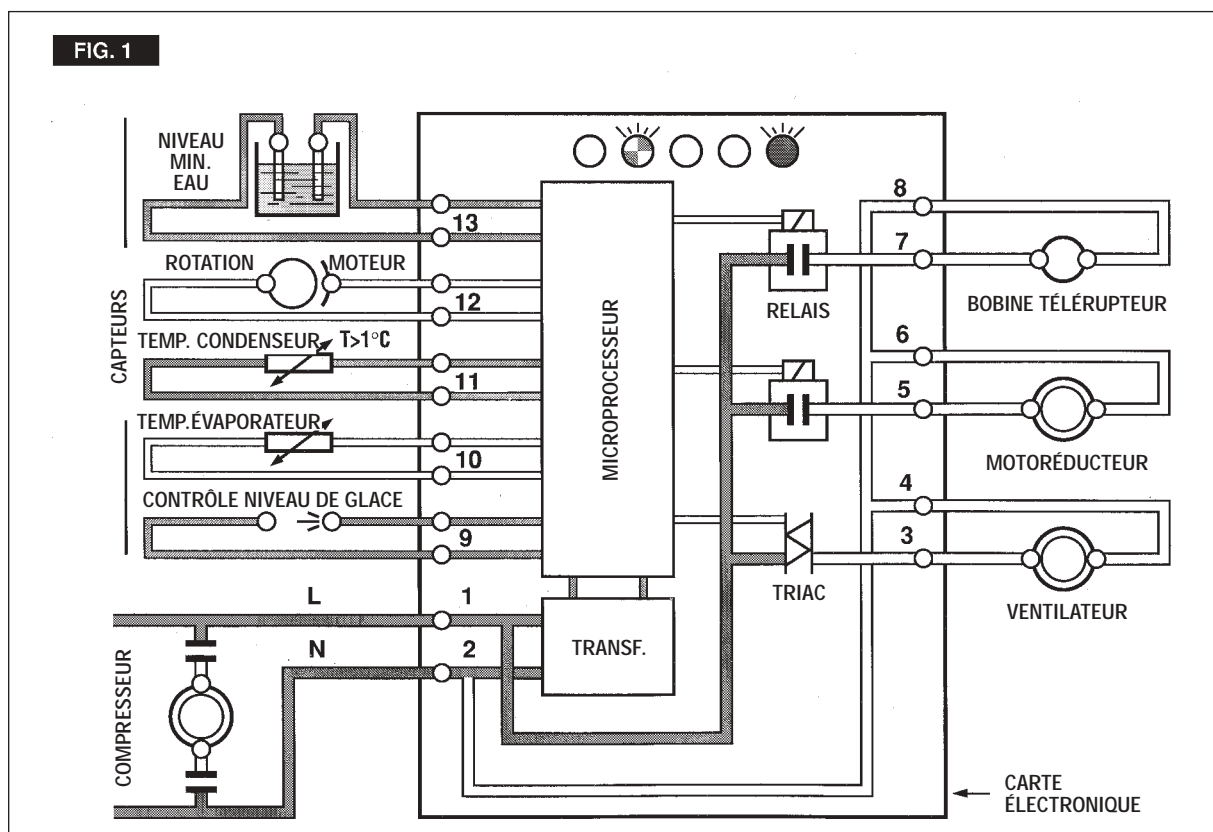 FIG. 1
NIVEAU
MIN.
EAU
13
ROTATION MOTEUR
12
TEMP. CONDENSEUR T>1°C
11
TEMP.ÉVAPORATEUR
10
CONTRÔLE NIVEAU DE GLACE
9
CAPTEURS
L 1
N 2
COMPRESSEUR
MICROPROCESSEUR
TRANSF.
RELAIS
TRIAC
8
7
BOBINE TÉLÉRUPTEUR
6
5
MOTORÉDUCTEUR
4
3
VENTILATEUR
CARTE
ÉLECTRONIQUE